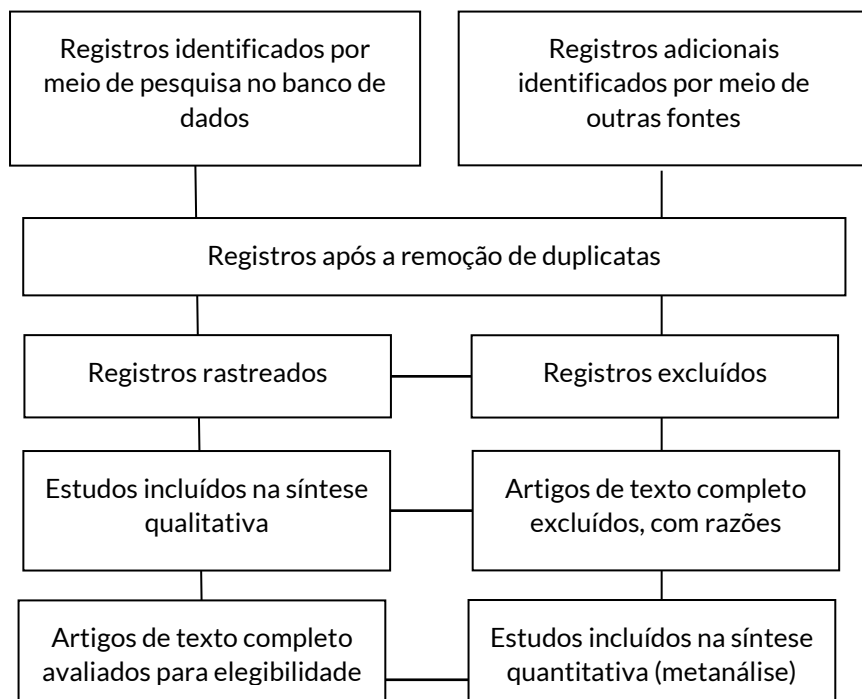 Registros identificados por
meio de pesquisa no banco de
dados
Registros adicionais
identificados por meio de
outras fontes
Registros após a remoção de duplicatas
Registros rastreados
Registros excluídos
Estudos incluídos na síntese
qualitativa
Artigos de texto completo
excluídos, com razões
Artigos de texto completo
avaliados para elegibilidade
Estudos incluídos na síntese
quantitativa (metanálise)